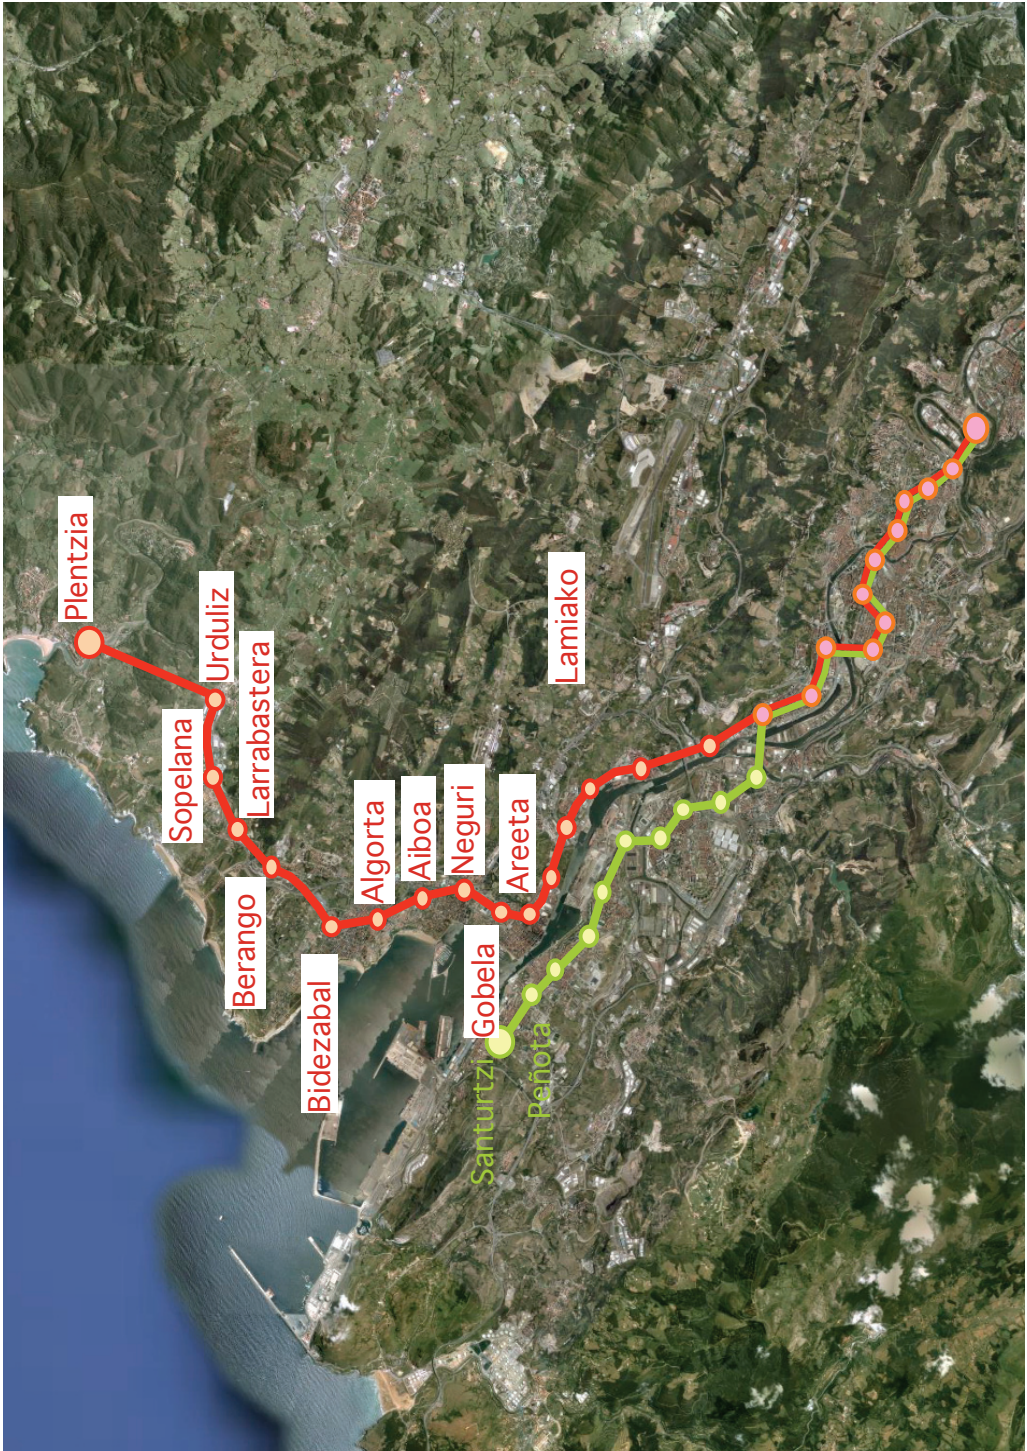 Plentzia
Urduliz
Sopelana
Larrabastera
Berango
Bidezabal
Algorta
Aiboa
Neguri
Gobela
Areeta
Lamiako
Santurtzi
Peñota